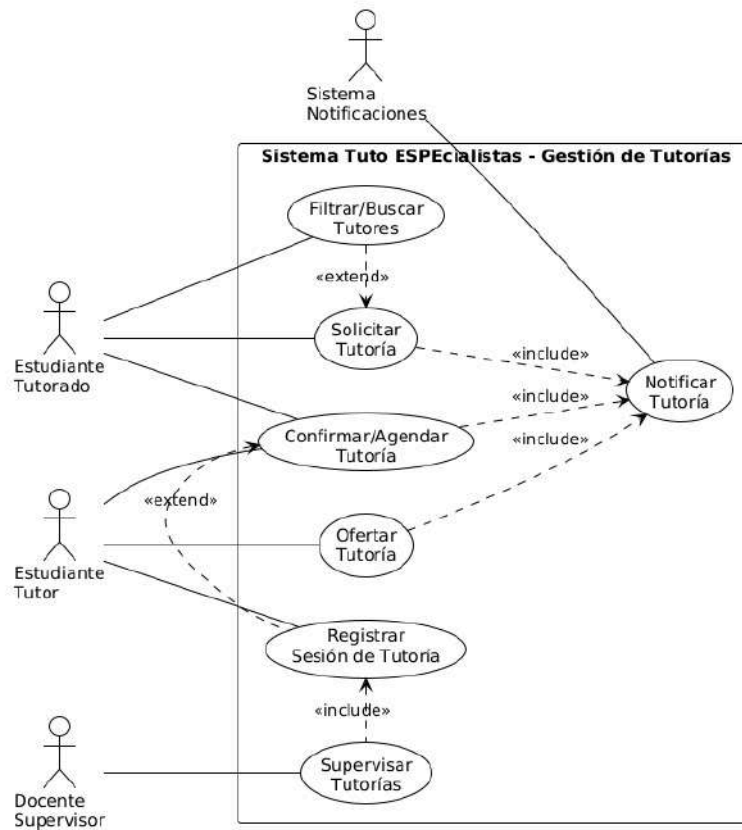 Sistema
Notificaciones
Sistema Tuto ESPEcialistas - Gestión de Tutorías
Filtrar/Buscar
Tutores
«extend»
Estudiante
Tutorado
Solicitar
Tutoría
«include»
Notificar
Tutoría
«include»
Confirmar/Agendar
Tutoría
«include»
«extend»
Estudiante
Tutor
Ofertar
Tutoría
Registrar
Sesión de Tutoría
«include»
Docente
Supervisor
Supervisar
Tutorías